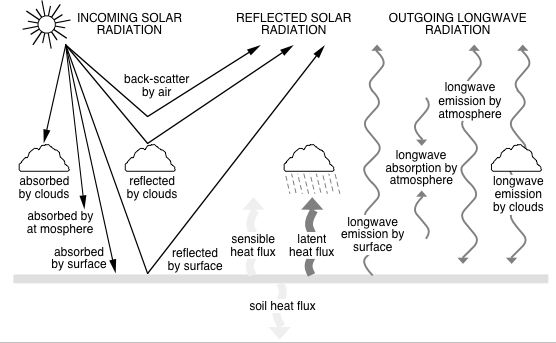 INCOMING SOLAR
RADIATION
REFLECTED SOLAR
RADIATION
OUTGOING LONGWAVE
RADIATION
back-scatter
by air
absorbed
by clouds
reflected
by clouds
absorbed by
at mosphere
absorbed
by surface
reflected
by surface
sensible
heat flux
latent
heat flux
soil heat flux
longwave
emission by
surface
longwave
absorption by
atmosphere
longwave
emission by
atmosphere
longwave
emission
by clouds